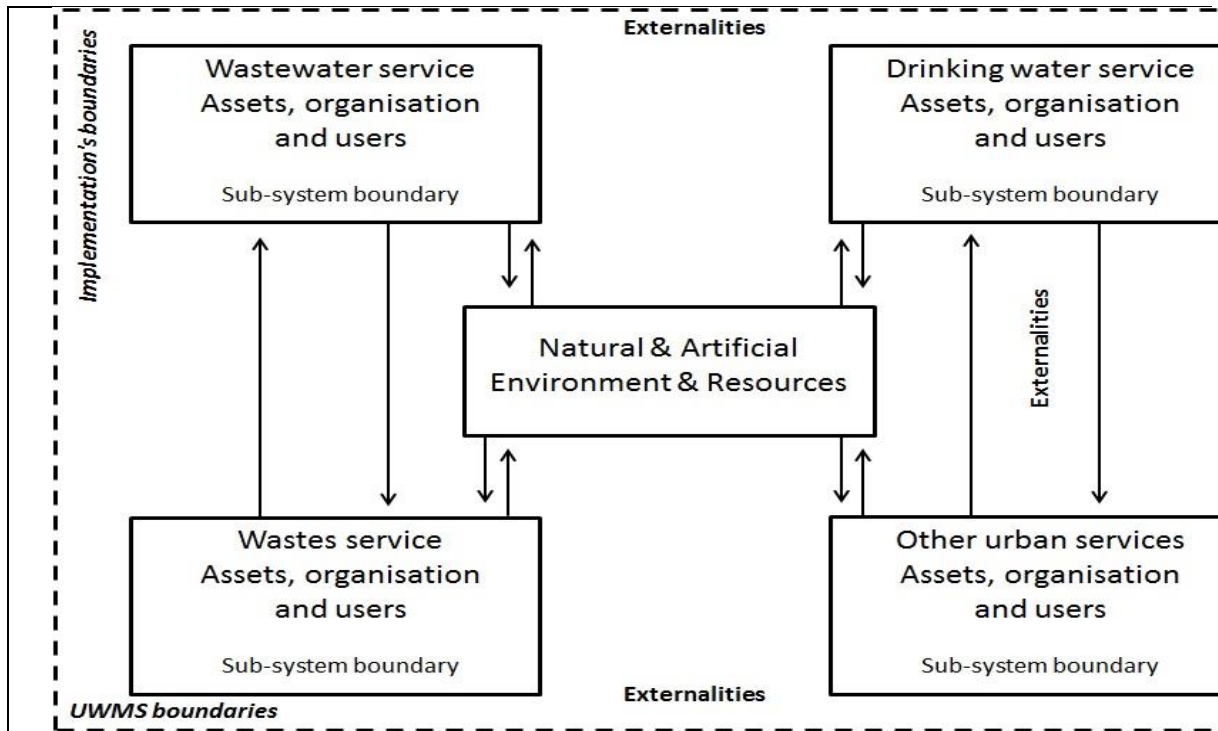 Externalities
Implementation's boundaries
Wastewater service
Assets, organisation
and users
Sub-system boundary
Drinking water service
Assets, organisation
and users
Sub-system boundary
Natural & Artificial
Environment & Resources
Externalities
Wastes service
Assets, organisation
and users
Sub-system boundary
Other urban services
Assets, organisation
and users
Sub-system boundary
Externalities
UWMS boundaries